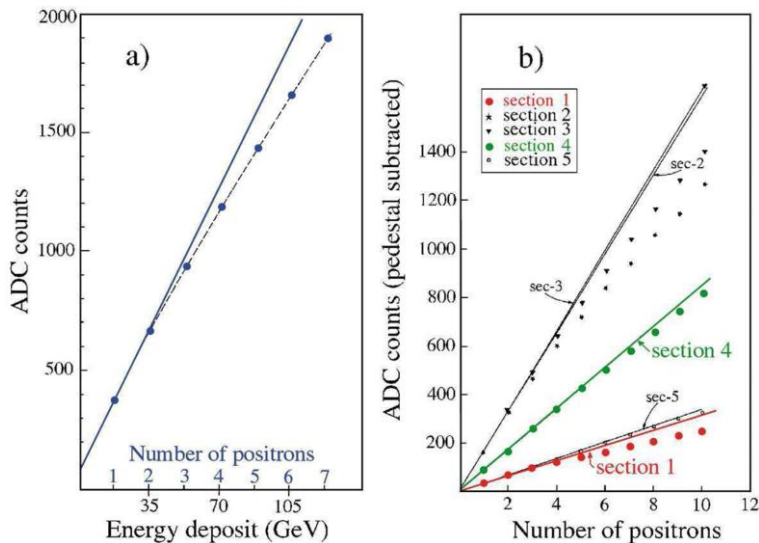 a)
2000
1500
1000
500
ADC counts
Number of positrons
1 2 3 4 5 6 7
35 70 105
Energy deposit (GeV)
b)
section 1
section 2
section 3
section 4
section 5
1400
1200
1000
800
600
400
200
ADC counts (pedestal subtracted)
sec-2
sec-3
section 4
sec-5
section 1
2 4 6 8 10 12
Number of positrons